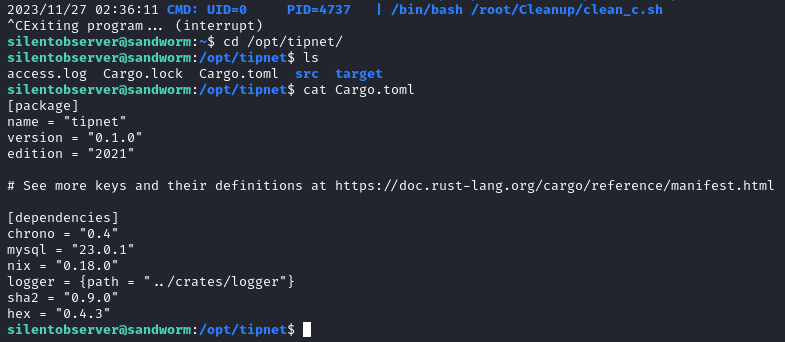 2023/11/27 02:36:11 CMD: UID=0     PID=4737   | /bin/bash /root/Cleanup/clean_c.sh
^CExiting program... (interrupt)
silentobserver@sandworm:~$ cd /opt/tipnet/
silentobserver@sandworm:/opt/tipnet$ ls
access.log  Cargo.lock  Cargo.toml  src  target
silentobserver@sandworm:/opt/tipnet$ cat Cargo.toml
[package]
name = "tipnet"
version = "0.1.0"
edition = "2021"

# See more keys and their definitions at https://doc.rust-lang.org/cargo/reference/manifest.html

[dependencies]
chrono = "0.4"
mysql = "23.0.1"
nix = "0.18.0"
logger = {path = "../crates/logger"}
sha2 = "0.9.0"
hex = "0.4.3"
silentobserver@sandworm:/opt/tipnet$